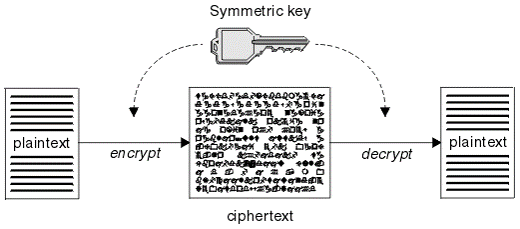 Symmetric key
plaintext
encrypt
decrypt
plaintext
ciphertext